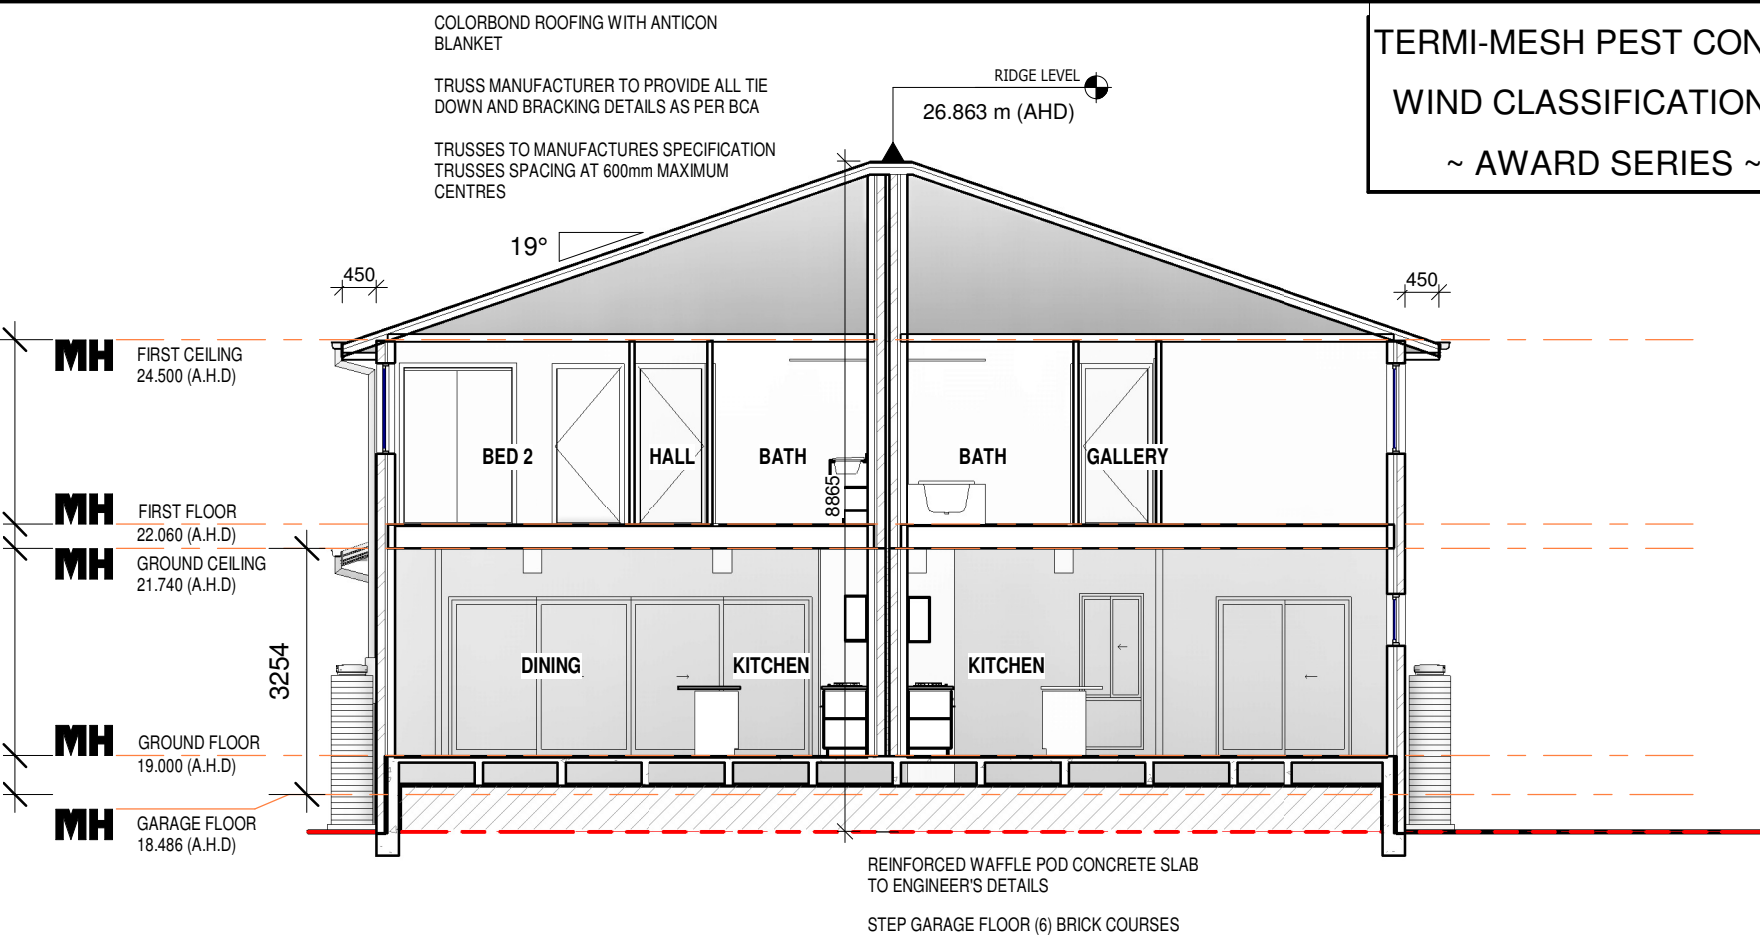 COLORBOND ROOFING WITH ANTICON
BLANKET
TRUSS MANUFACTURER TO PROVIDE ALL TIE
DOWN AND BRACKING DETAILS AS PER BCA
TRUSSES TO MANUFACTURES SPECIFICATION
TRUSSES SPACING AT 600mm MAXIMUM
CENTRES
RIDGE LEVEL
26.863 m (AHD)
TERMI-MESH PEST CON
WIND CLASSIFICATION
~ AWARD SERIES ~
19°
450
450
MH FIRST CEILING
24.500 (A.H.D)
BED 2
HALL
BATH
BATH
GALLERY
8865
MH FIRST FLOOR
22.060 (A.H.D)
MH GROUND CEILING
21.740 (A.H.D)
3254
DINING
KITCHEN
KITCHEN
MH GROUND FLOOR
19.000 (A.H.D)
MH GARAGE FLOOR
18.486 (A.H.D)
REINFORCED WAFFLE POD CONCRETE SLAB
TO ENGINEER'S DETAILS
STEP GARAGE FLOOR (6) BRICK COURSES